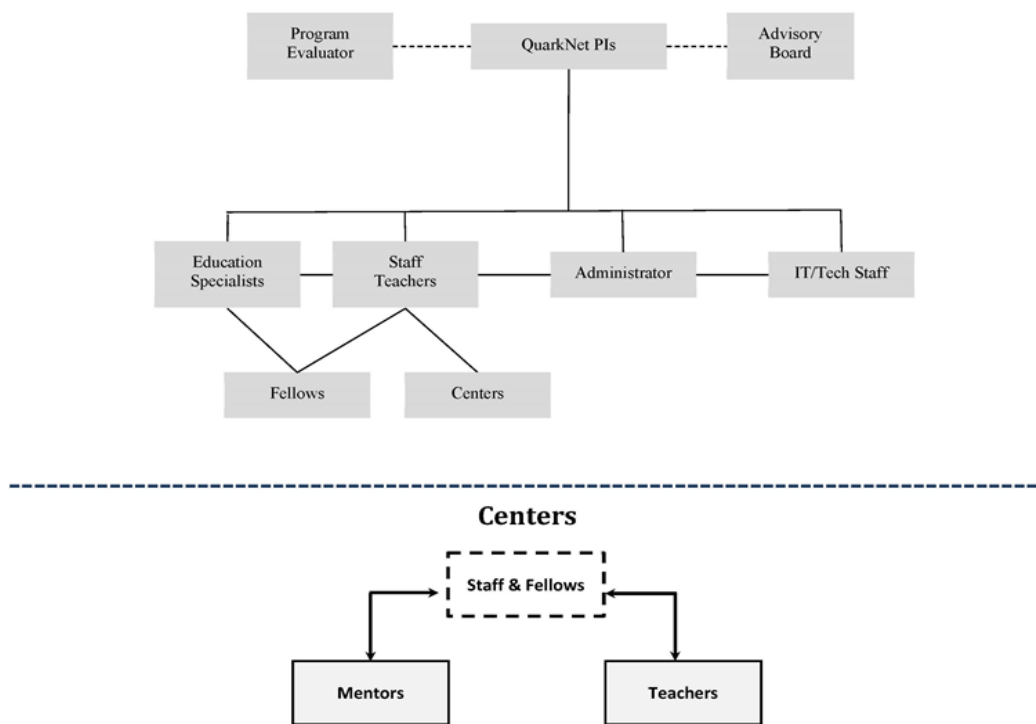 Program
Evaluator
QuarkNet PIs
Advisory
Board
Education
Specialists
Staff
Teachers
Administrator
IT/Tech Staff
Fellows
Centers
Centers
Staff & Fellows
Mentors
Teachers